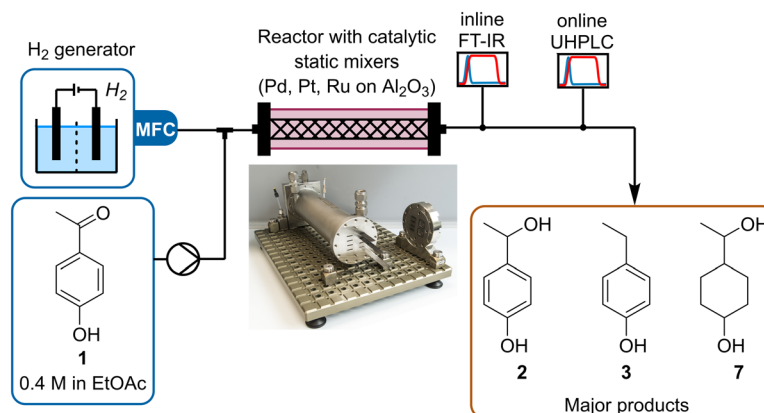 H₂ generator
H₂
MFC
O
OH
1
0.4 M in EtOAc
Reactor with catalytic
static mixers
(Pd, Pt, Ru on Al₂O₃)
inline
FT-IR
online
UHPLC
OH
OH
2
OH
3
OH
OH
7
Major products